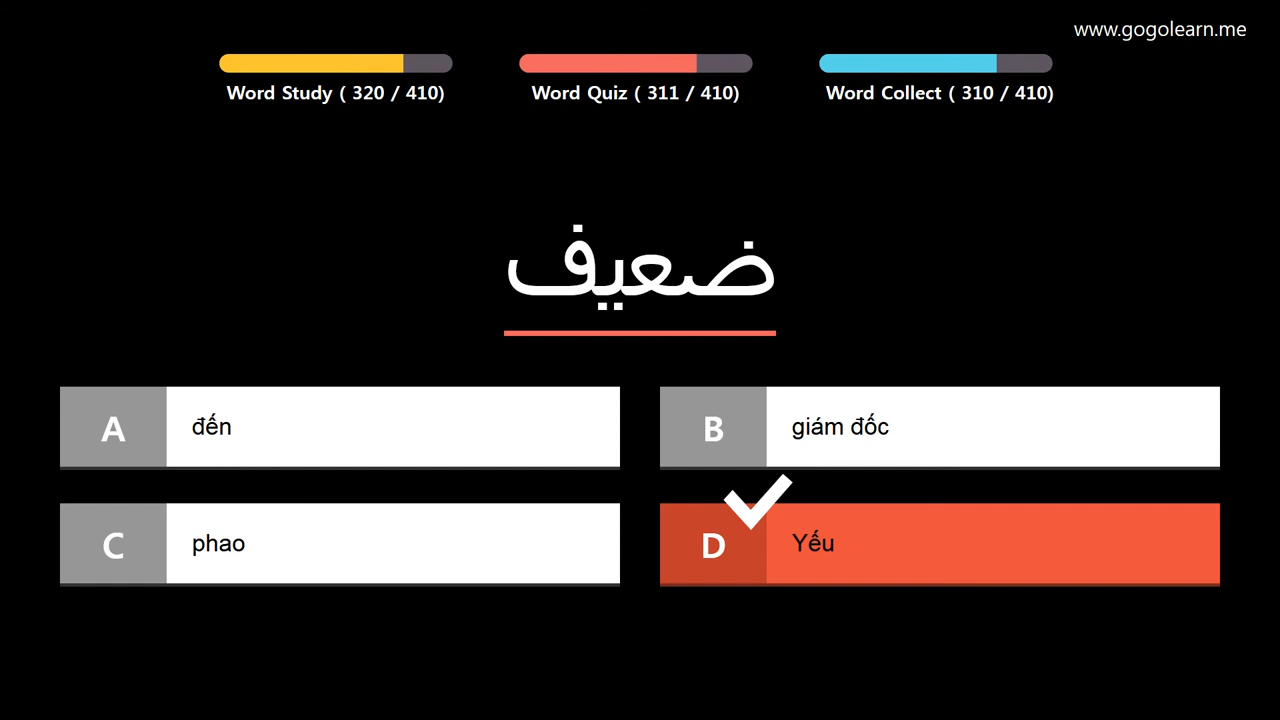 www.gogolearn.me
Word Study ( 320 / 410)
Word Quiz ( 311 / 410)
Word Collect ( 310 / 410)
ضعيف
A đến
B giám đốc
C phao
D Yếu